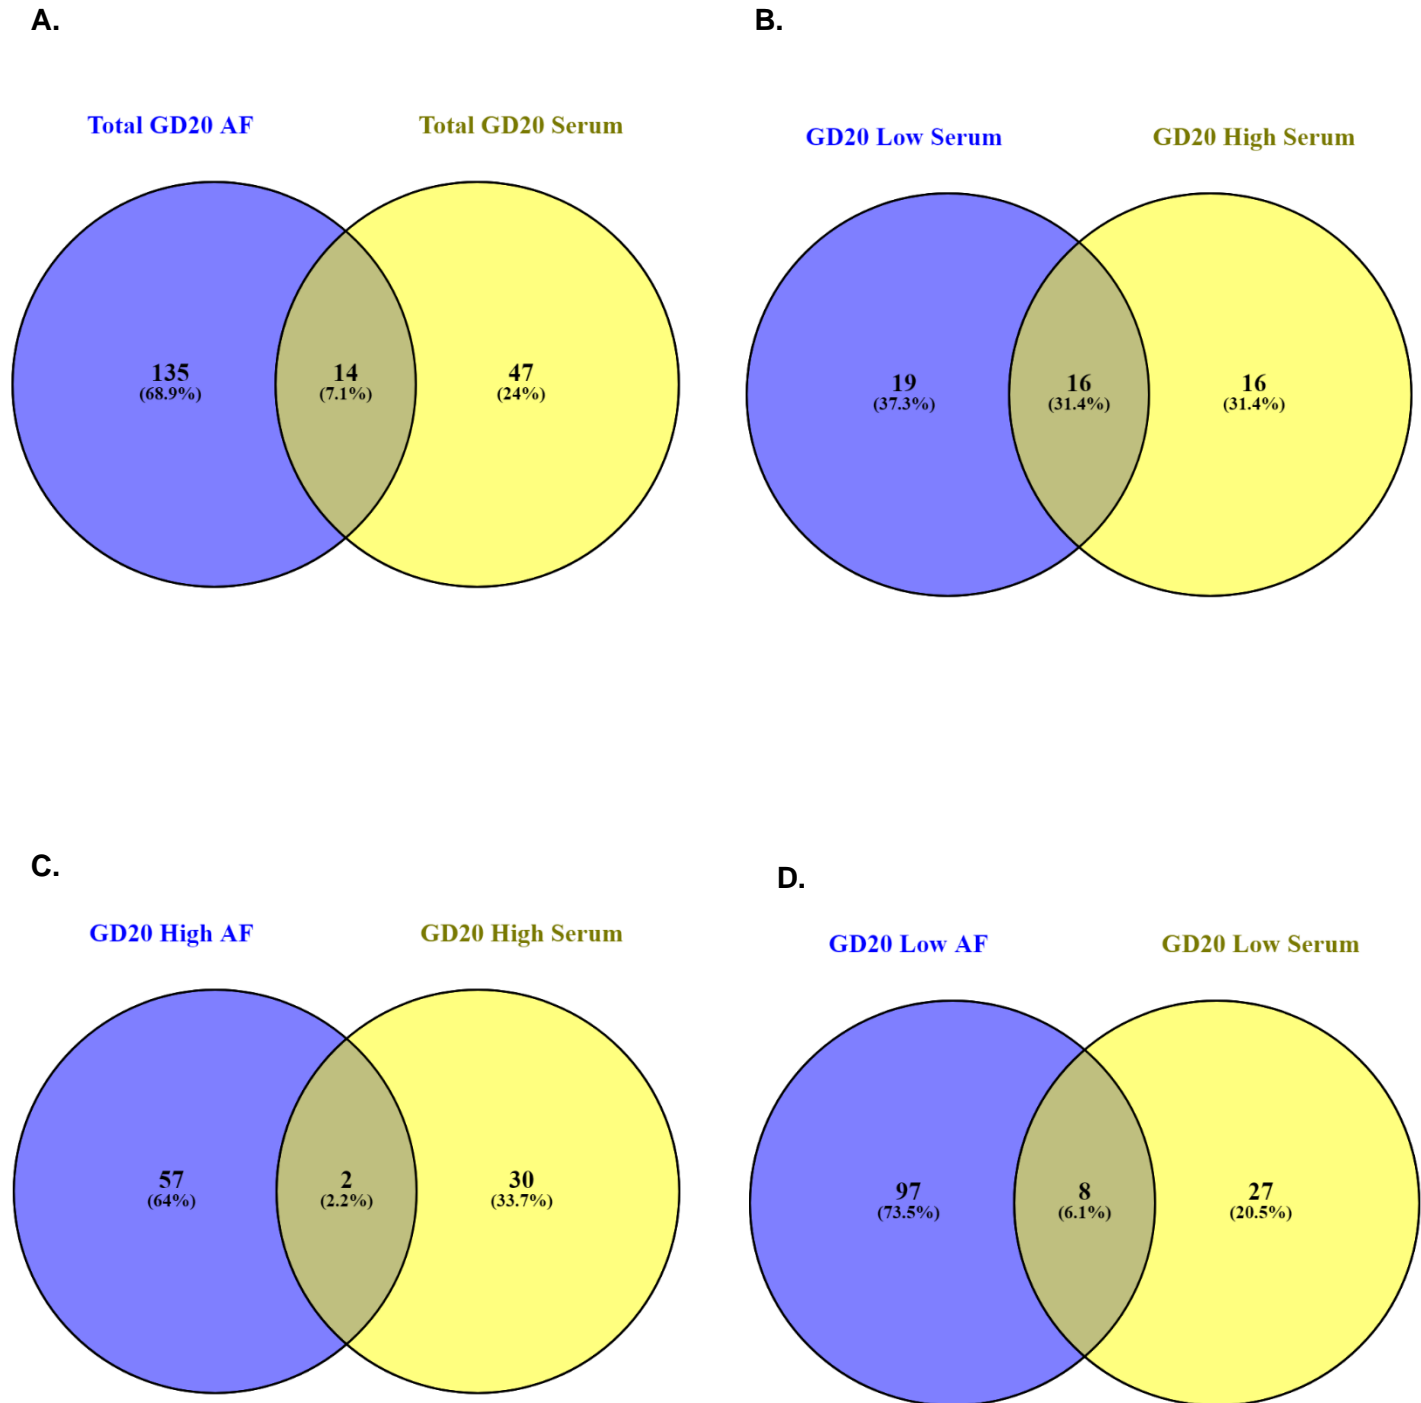 A.
Total GD20 AF
Total GD20 Serum
135
(68.9%)
14
(7.1%)
47
(24%)
B.
GD20 Low Serum
GD20 High Serum
19
(37.3%)
16
(31.4%)
16
(31.4%)
C.
GD20 High AF
GD20 High Serum
57
(64%)
2
(2.2%)
30
(33.7%)
D.
GD20 Low AF
GD20 Low Serum
97
(73.5%)
8
(6.1%)
27
(20.5%)